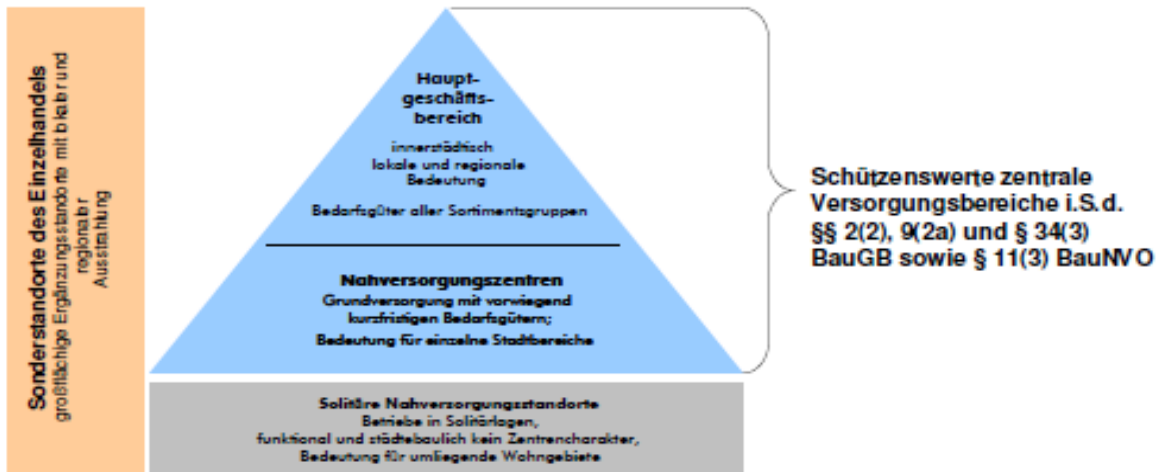 Sonderstandorte des Einzelhandels
großflächige Ergänzungsstandorte mit lokaler und
regionaler
Ausstrahlung
Haupt-
geschäfts-
bereich
innerstädtisch
lokale und regionale
Bedeutung
Bedarfsgüter aller Sortimentsgruppen
Nahversorgungszentren
Grundversorgung mit vorwiegend
kurzfristigen Bedarfsgütern;
Bedeutung für einzelne Stadtbereiche
Solitäre Nahversorgungsstandorte
Betriebe in Solitärlagen,
funktional und städtebaulich kein Zentrencharakter,
Bedeutung für umliegende Wohngebiete
Schützenswerte zentrale
Versorgungsbereiche i.S.d.
§§ 2(2), 9(2a) und § 34(3)
BauGB sowie § 11(3) BauNVO